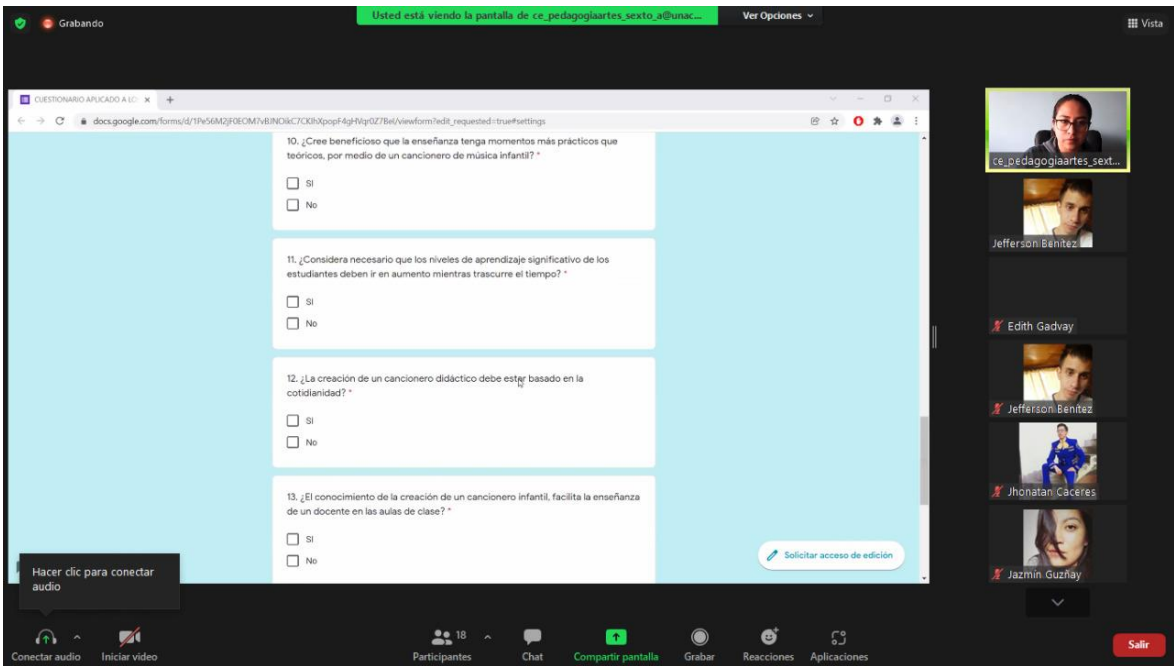 Grabando
Usted está viendo la pantalla de ce_pedagogiaartes_sexto_a@unac...
Ver Opciones
Vista
CUESTIONARIO APLICADO A LO
docs.google.com/forms/d/
10. ¿Cree beneficioso que la enseñanza tenga momentos más prácticos que
teóricos, por medio de un cancionero de música infantil? *
SI
No
11. ¿Considera necesario que los niveles de aprendizaje significativo de los
estudiantes deben ir en aumento mientras trascurre el tiempo? *
SI
No
12. ¿La creación de un cancionero didáctico debe estar basado en la
cotidianidad? *
SI
No
13. ¿El conocimiento de la creación de un cancionero infantil, facilita la enseñanza
de un docente en las aulas de clase? *
SI
No
Solicitar acceso de edición
ce_pedagogiaartes_sext...
Jefferson Benitez
Edith Gadvay
Jefferson Benitez
Jhonatan Caceres
Jazmín Guzñay
Hacer clic para conectar
audio
Conectar audio
Iniciar video
18
Participantes
Chat
Compartir pantalla
Grabar
Reacciones
Aplicaciones
Salir